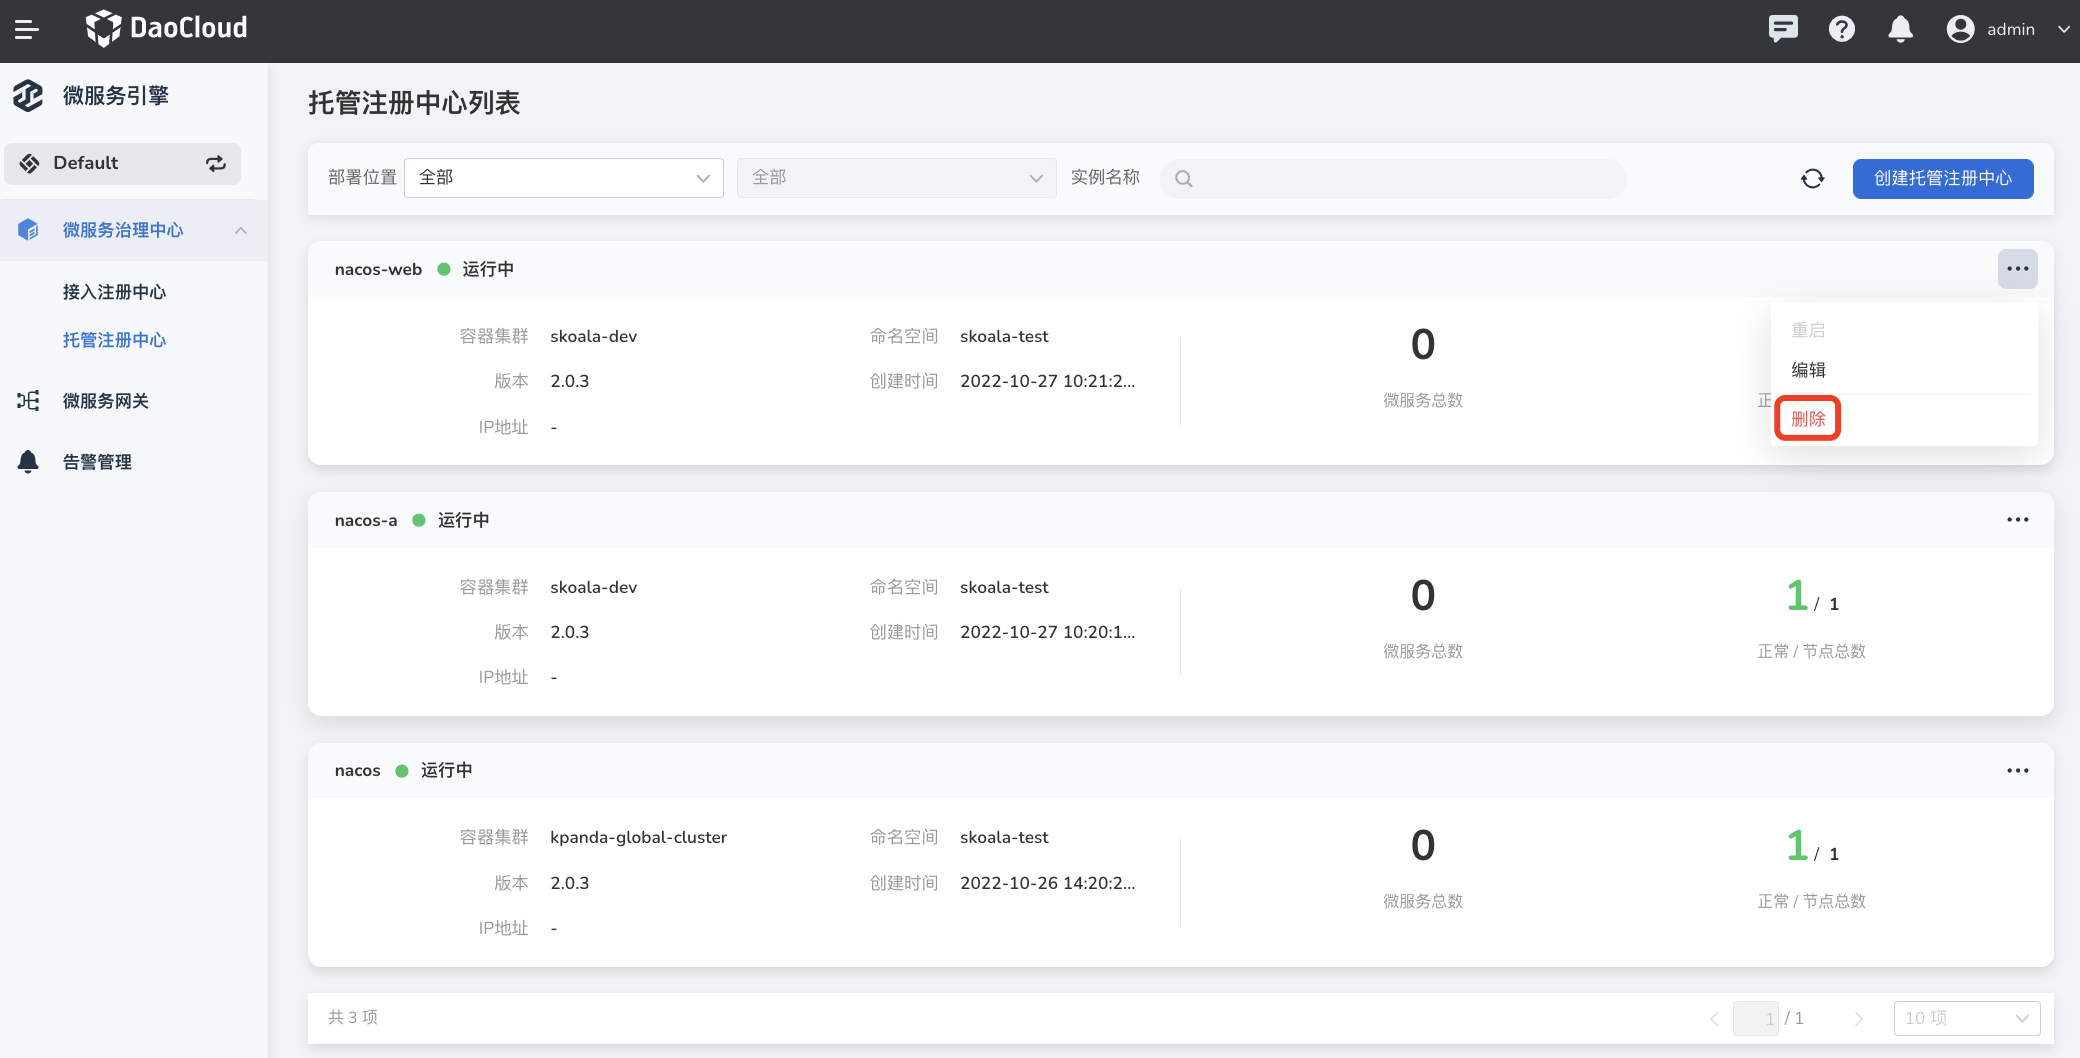 DaoCloud
admin
微服务引擎
Default
微服务治理中心
接入注册中心
托管注册中心
微服务网关
告警管理
托管注册中心列表
部署位置 全部 全部 实例名称 创建托管注册中心
nacos-web 运行中
容器集群 skoala-dev 命名空间 skoala-test 0
版本 2.0.3 创建时间 2022-10-27 10:21:2... 微服务总数 正
IP地址 -
重启
编辑
删除
nacos-a 运行中
容器集群 skoala-dev 命名空间 skoala-test 0 1 / 1
版本 2.0.3 创建时间 2022-10-27 10:20:1... 微服务总数 正常 / 节点总数
IP地址 -
nacos 运行中
容器集群 kpanda-global-cluster 命名空间 skoala-test 0 1 / 1
版本 2.0.3 创建时间 2022-10-26 14:20:2... 微服务总数 正常 / 节点总数
IP地址 -
共 3 项 1 / 1 10 项